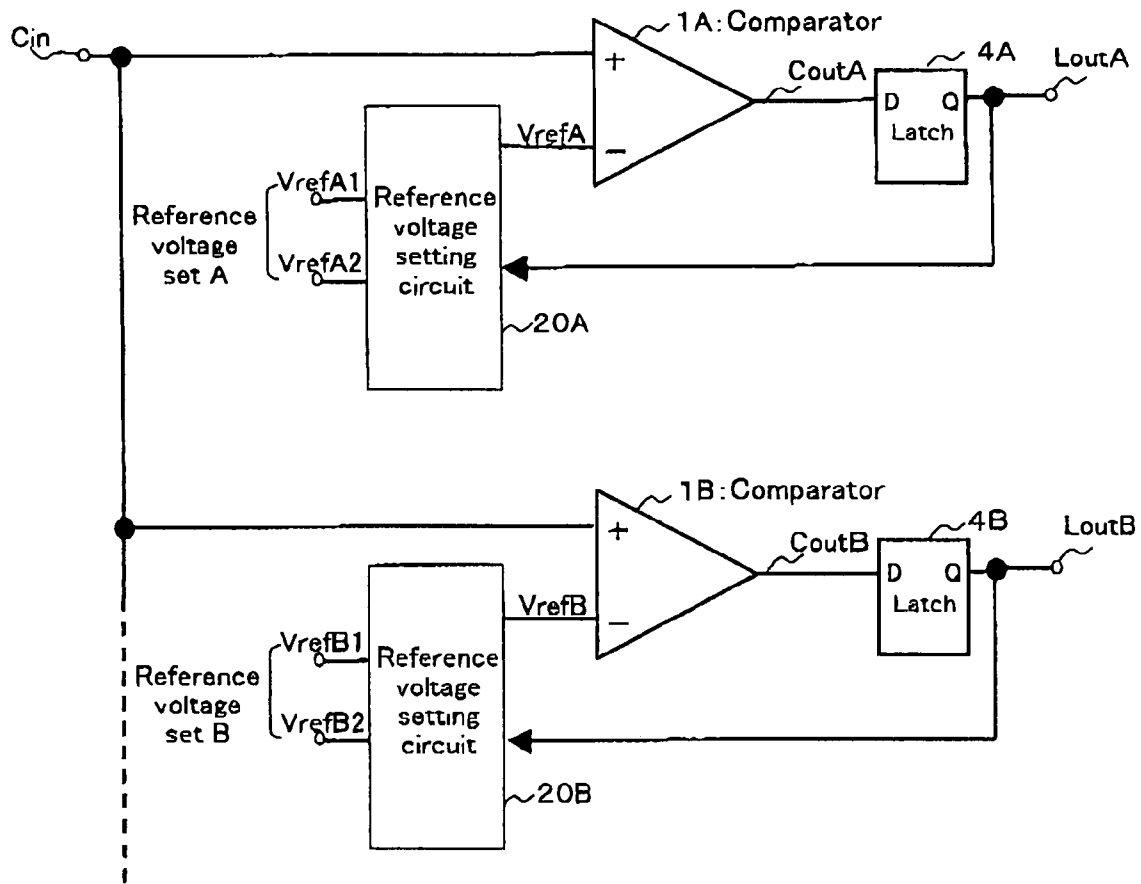 Cin
1A:Comparator
4A
LoutA
CoutA
+
D Q
Latch
VrefA
−
VrefA1
Reference
voltage
set A
VrefA2
Reference
voltage
setting
circuit
20A
1B:Comparator
4B
LoutB
CoutB
+
D Q
Latch
VrefB
−
VrefB1
Reference
voltage
set B
VrefB2
Reference
voltage
setting
circuit
20B